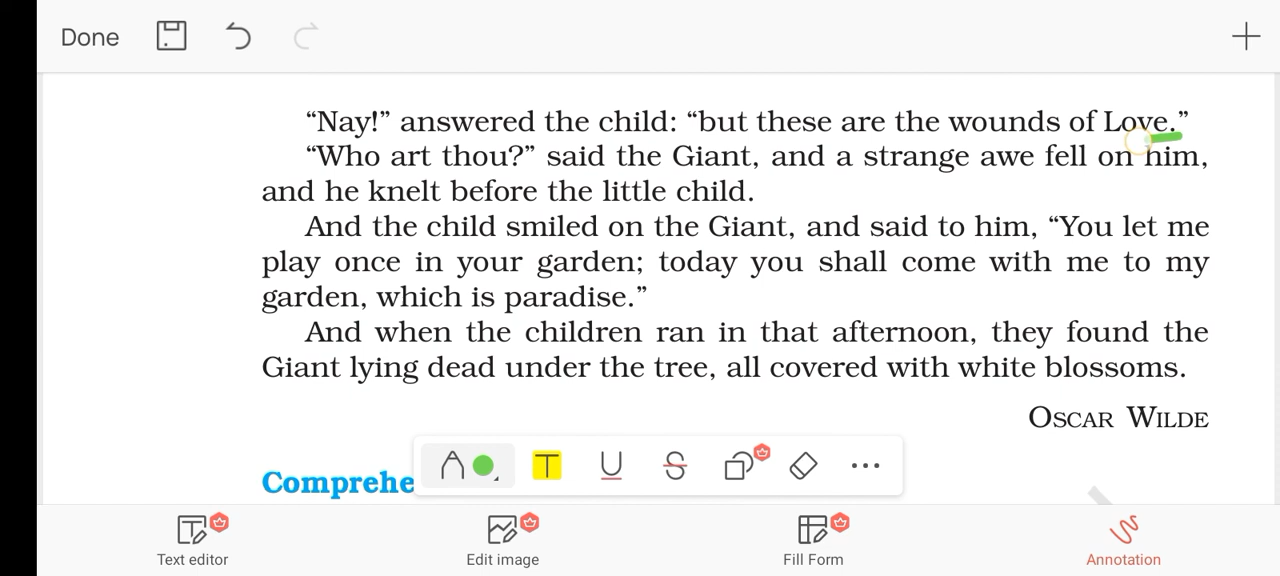 Done
“Nay!” answered the child: “but these are the wounds of Love.”
“Who art thou?” said the Giant, and a strange awe fell on him,
and he knelt before the little child.
And the child smiled on the Giant, and said to him, “You let me
play once in your garden; today you shall come with me to my
garden, which is paradise.”
And when the children ran in that afternoon, they found the
Giant lying dead under the tree, all covered with white blossoms.
OSCAR WILDE
T U S
Comprehe
Text editor Edit image Fill Form Annotation